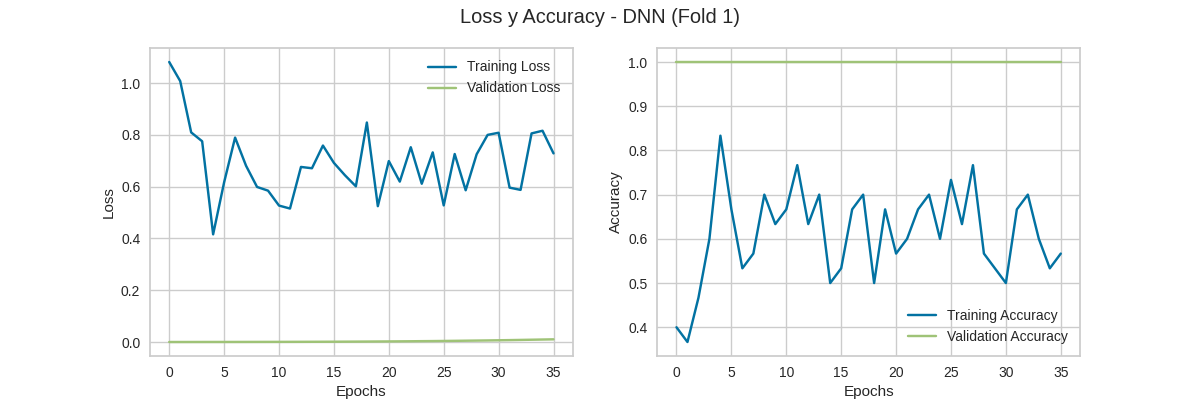 Loss y Accuracy - DNN (Fold 1)
Training Loss
Validation Loss
1.0
0.8
0.6
0.4
0.2
0.0
Loss
0 5 10 15 20 25 30 35
Epochs
1.0
0.9
0.8
0.7
0.6
0.5
0.4
Accuracy
Training Accuracy
Validation Accuracy
0 5 10 15 20 25 30 35
Epochs